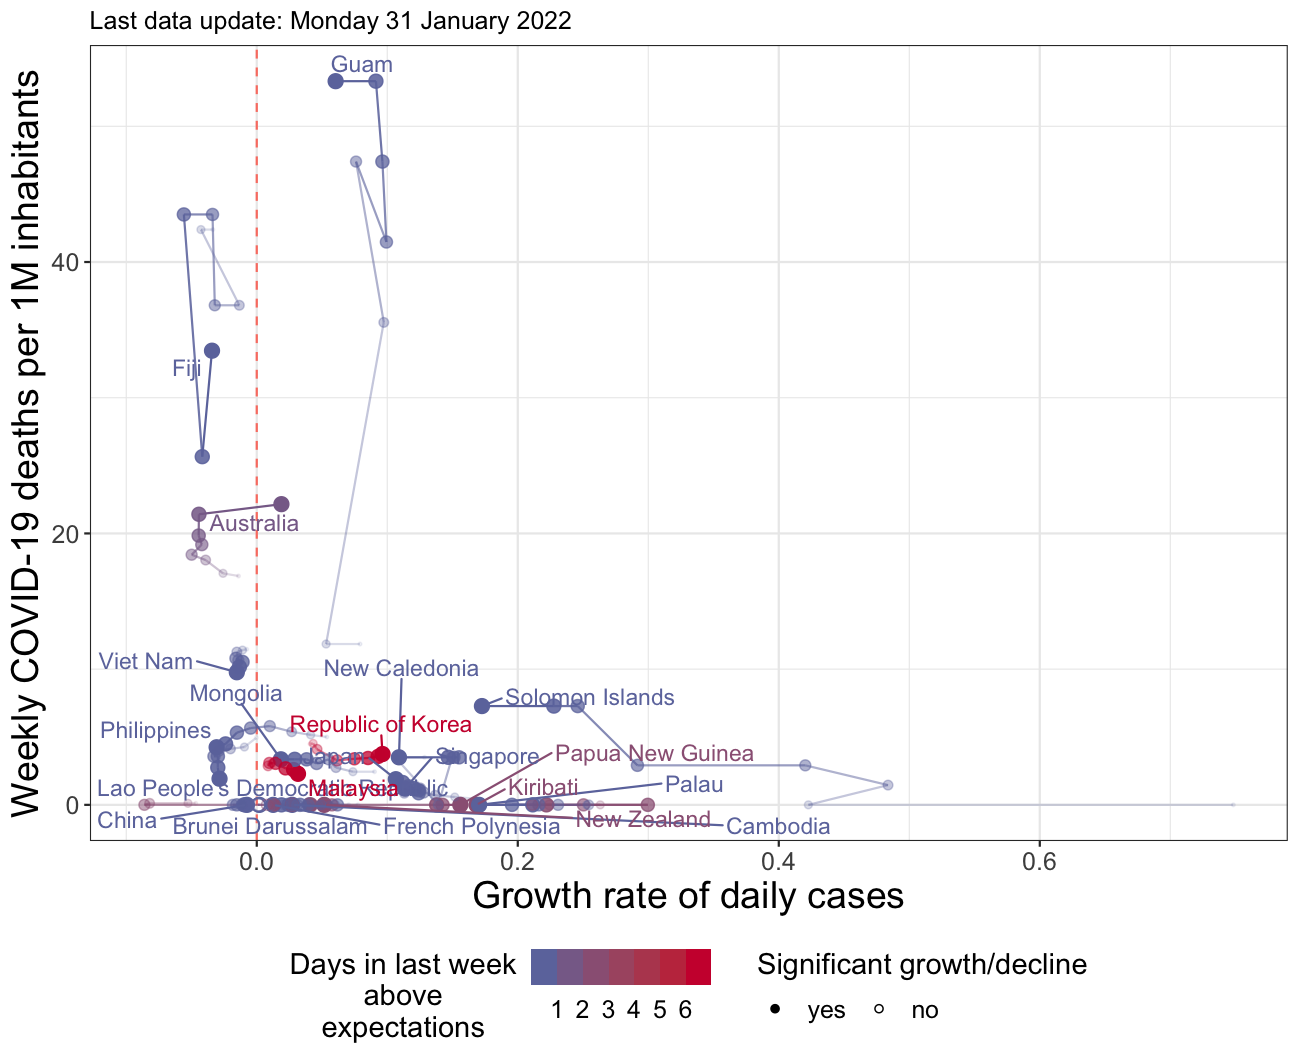 Last data update: Monday 31 January 2022
Weekly COVID-19 deaths per 1M inhabitants
40
20
0
Guam
Fiji
Australia
Viet Nam
New Caledonia
Mongolia
Solomon Islands
Republic of Korea
Philippines
Japan
Singapore
Papua New Guinea
Lao People's Democratic Republic
Malaysia
Kiribati
Palau
China
Brunei Darussalam
French Polynesia
New Zealand
Cambodia
0.0
0.2
0.4
0.6
Growth rate of daily cases
Days in last week
above
expectations
1 2 3 4 5 6
Significant growth/decline
yes
no